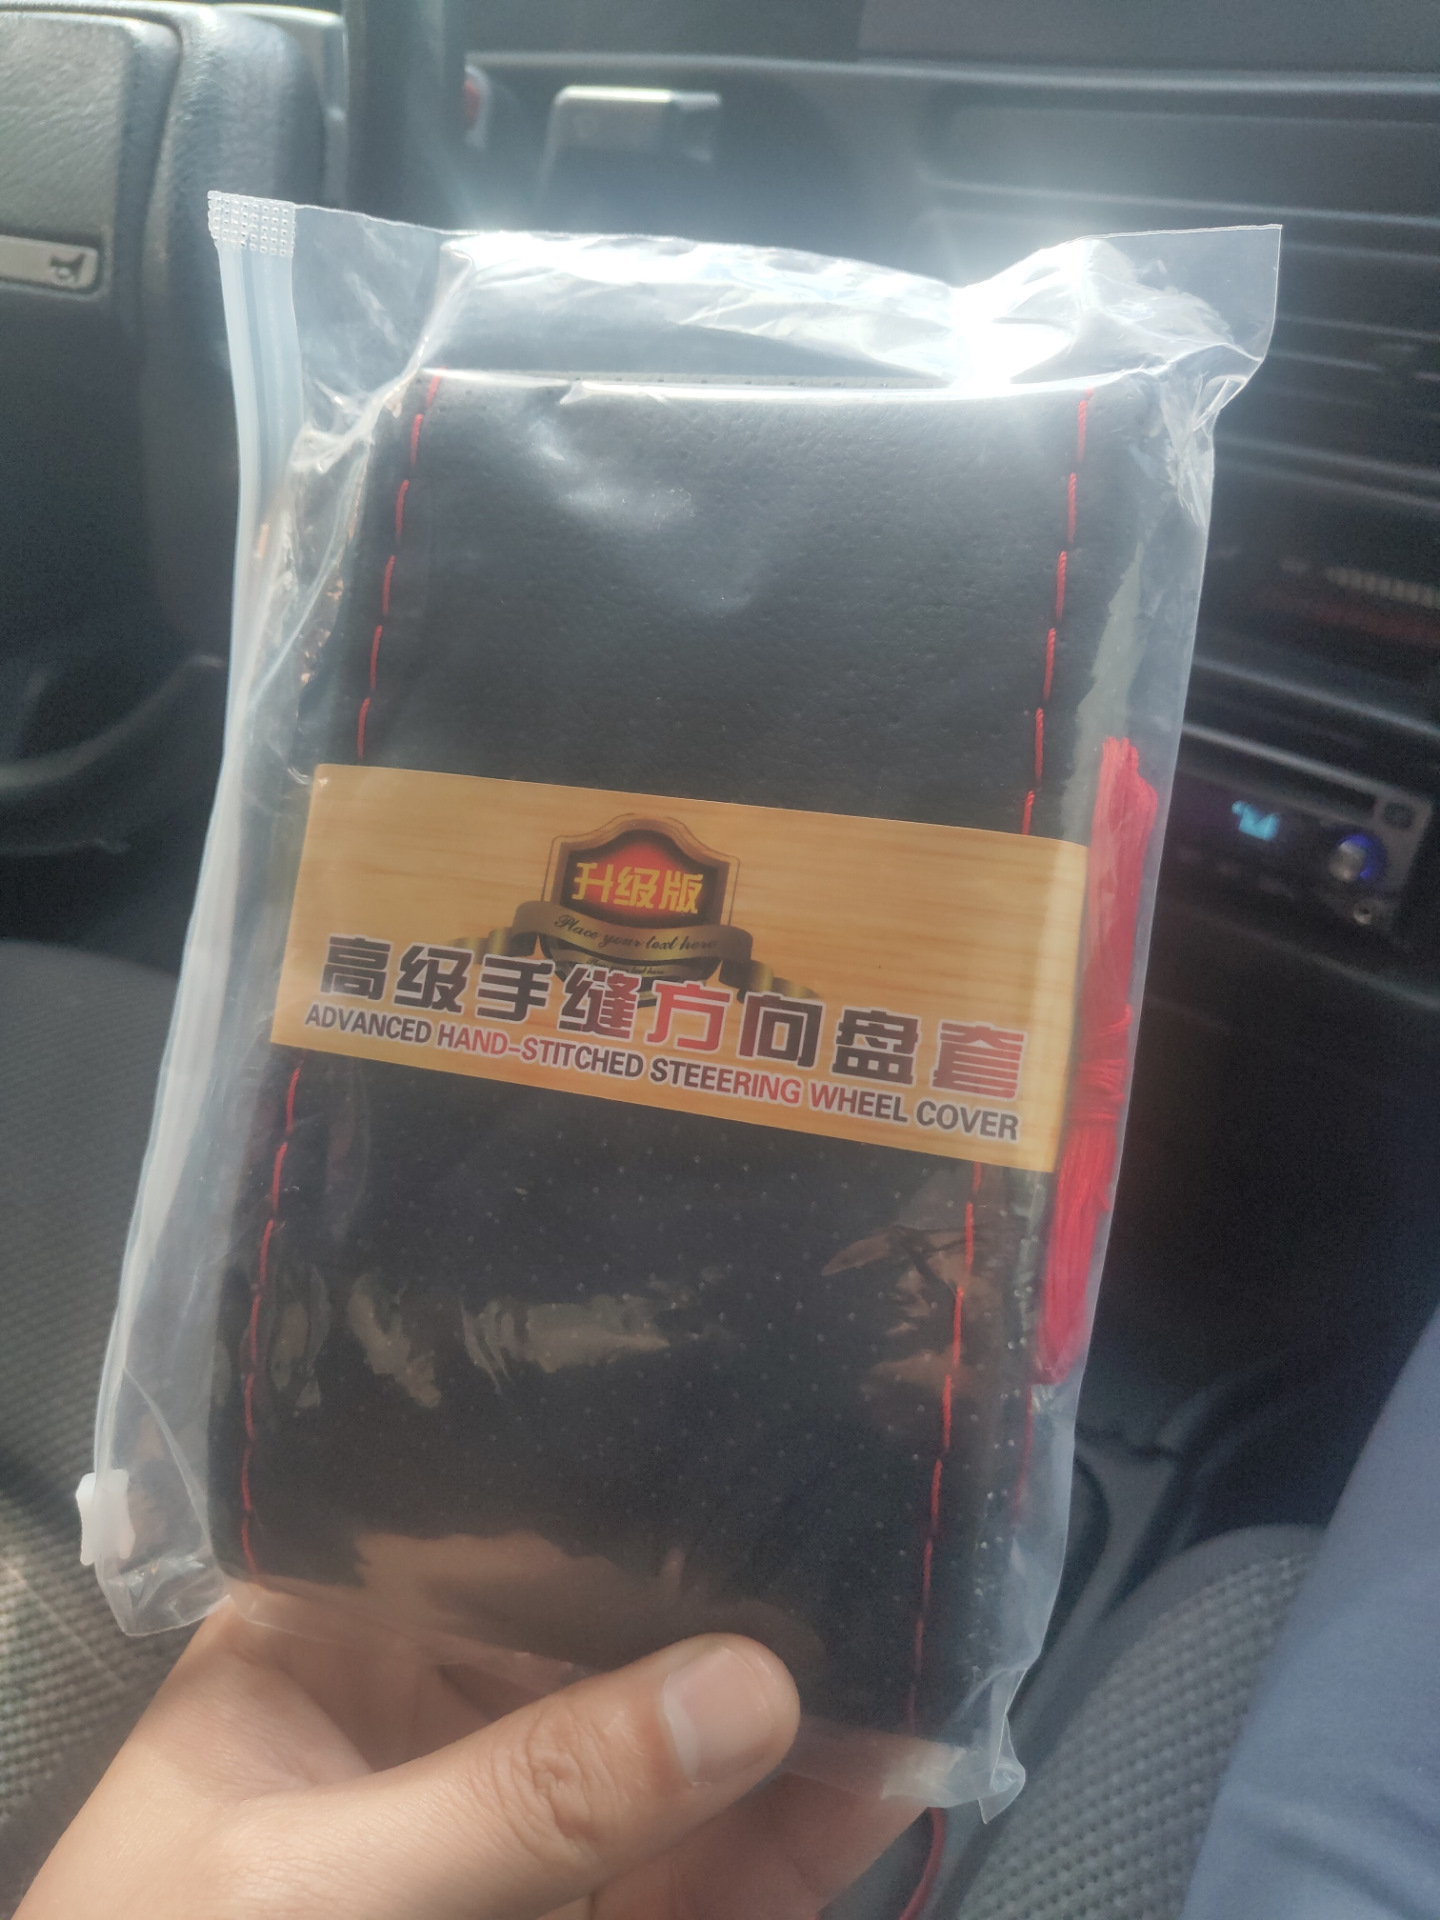 升级版
Place your text here
高级手缝方向盘套
ADVANCED HAND-STITCHED STEEERING WHEEL COVER